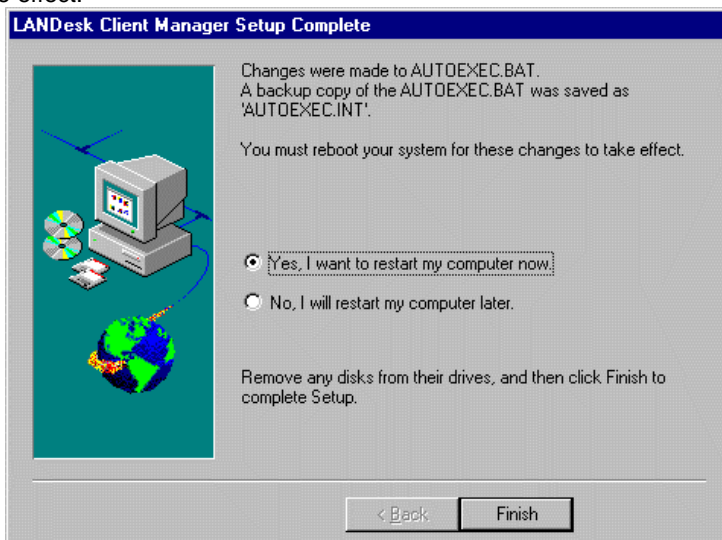 effect.
LANDesk Client Manager Setup Complete
Changes were made to AUTOEXEC.BAT.
A backup copy of the AUTOEXEC.BAT was saved as
'AUTOEXEC.INT'.
You must reboot your system for these changes to take effect.
Yes, I want to restart my computer now.
No, I will restart my computer later.
Remove any disks from their drives, and then click Finish to
complete Setup.
< Back
Finish